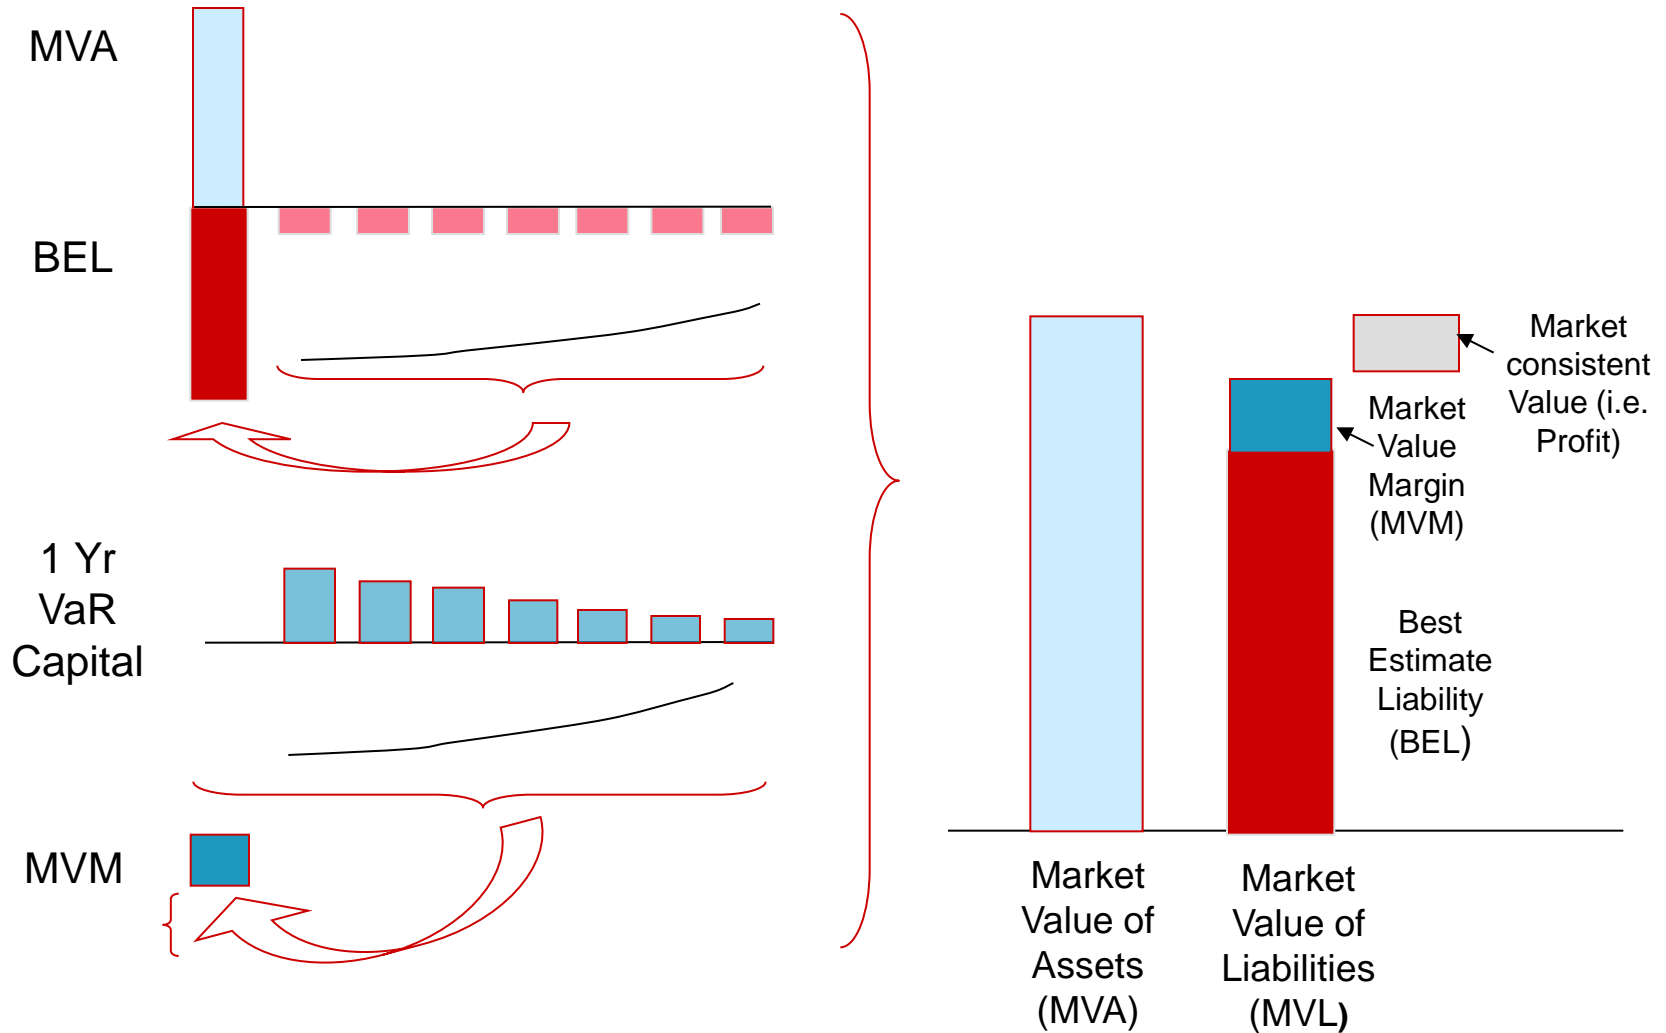 MVA
BEL
1 Yr
VaR
Capital
MVM
Market
consistent
Value (i.e.
Profit)
Market
Value
Margin
(MVM)
Best
Estimate
Liability
(BEL)
Market
Value of
Assets
(MVA)
Market
Value of
Liabilities
(MVL)